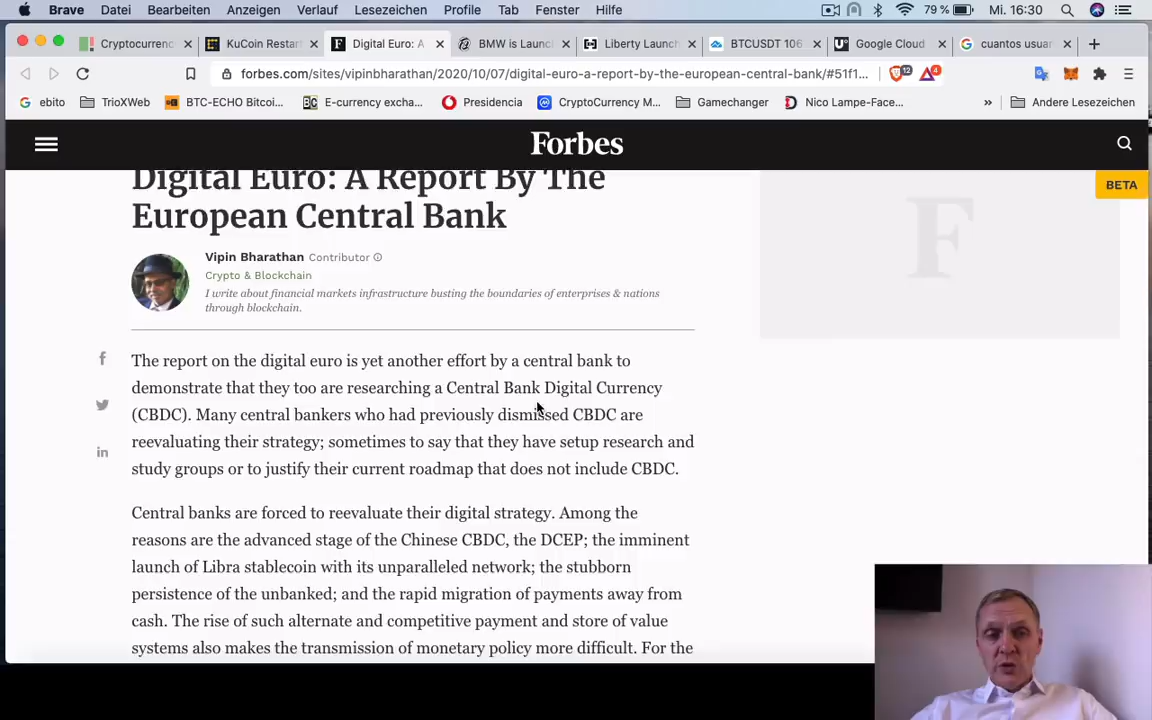 Brave Datei Bearbeiten Anzeigen Verlauf Lesezeichen Profile Tab Fenster Hilfe 79 % Mi. 16:30
Cryptocurrenc × KuCoin Restart × Digital Euro: A × BMW is Launc × Liberty Launch × BTCUSDT 106 × Google Cloud × cuantos usuar ×
forbes.com/sites/vipinbharathan/2020/10/07/digital-euro-a-report-by-the-european-central-bank/#51f1... 12 4
ebito TrioXWeb BTC-ECHO Bitcoi... E-currency excha... Presidencia CryptoCurrency M... Gamechanger Nico Lampe-Face... » Andere Lesezeichen
Forbes
BETA
Digital Euro: A Report By The
European Central Bank
Vipin Bharathan Contributor
Crypto & Blockchain
I write about financial markets infrastructure busting the boundaries of enterprises & nations
through blockchain.
The report on the digital euro is yet another effort by a central bank to
demonstrate that they too are researching a Central Bank Digital Currency
(CBDC). Many central bankers who had previously dismissed CBDC are
reevaluating their strategy; sometimes to say that they have setup research and
study groups or to justify their current roadmap that does not include CBDC.
Central banks are forced to reevaluate their digital strategy. Among the
reasons are the advanced stage of the Chinese CBDC, the DCEP; the imminent
launch of Libra stablecoin with its unparalleled network; the stubborn
persistence of the unbanked; and the rapid migration of payments away from
cash. The rise of such alternate and competitive payment and store of value
systems also makes the transmission of monetary policy more difficult. For the